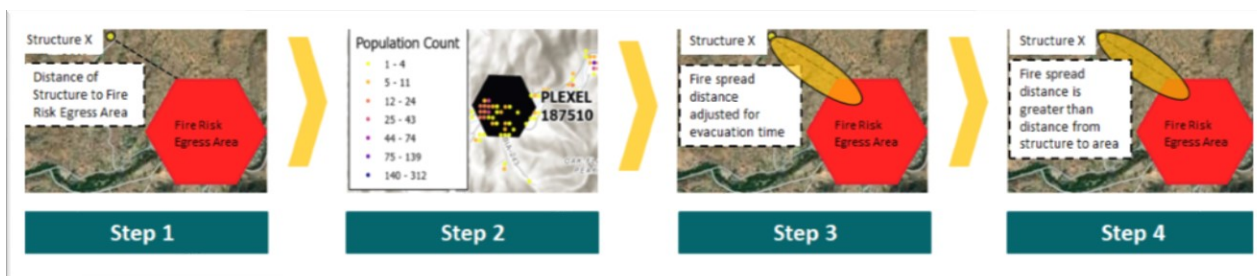 Structure X
Distance of
Structure to Fire
Risk Egress Area
Fire Risk
Egress Area
Step 1
Population Count
1 - 4
5 - 11
12 - 24
25 - 43
44 - 74
75 - 139
140 - 312
PLEXEL
187510
Step 2
Structure X
Fire spread
distance
adjusted for
evacuation time
Fire Risk
Egress Area
Step 3
Structure X
Fire spread
distance is
greater than
distance from
structure to area
Fire Risk
Egress Area
Step 4